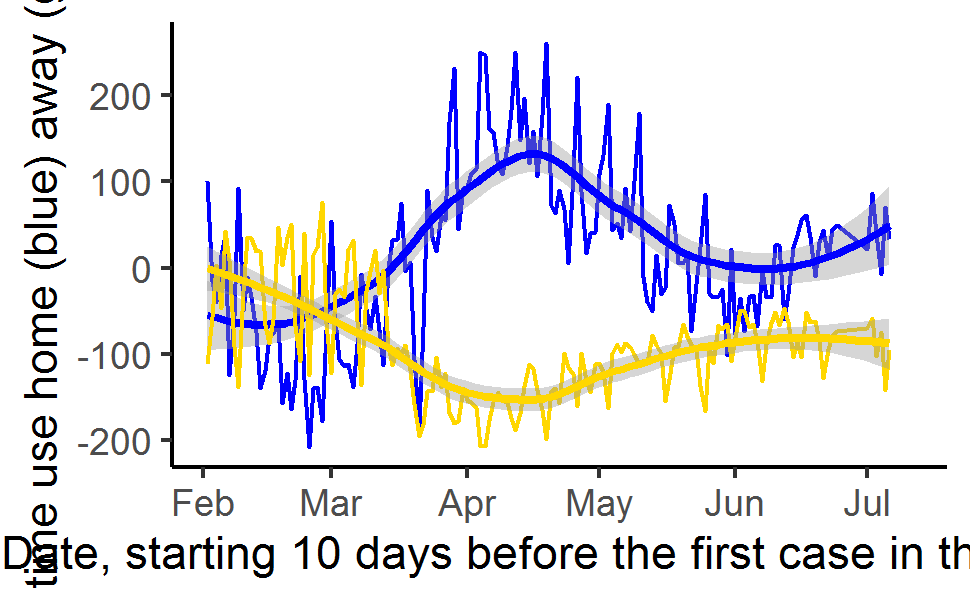 time use home (blue) away (g
200
100
0
-100
-200
Feb Mar Apr May Jun Jul
Date, starting 10 days before the first case in th